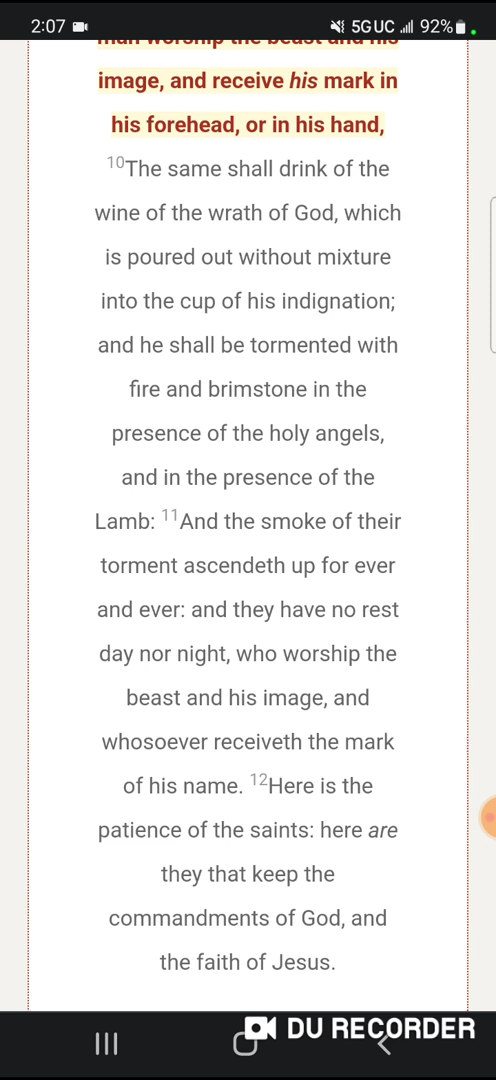 2:07 5G UC 92%
man worship the beast and his
image, and receive his mark in
his forehead, or in his hand,
10The same shall drink of the
wine of the wrath of God, which
is poured out without mixture
into the cup of his indignation;
and he shall be tormented with
fire and brimstone in the
presence of the holy angels,
and in the presence of the
Lamb: 11And the smoke of their
torment ascendeth up for ever
and ever: and they have no rest
day nor night, who worship the
beast and his image, and
whosoever receiveth the mark
of his name. 12Here is the
patience of the saints: here are
they that keep the
commandments of God, and
the faith of Jesus.
DU RECORDER